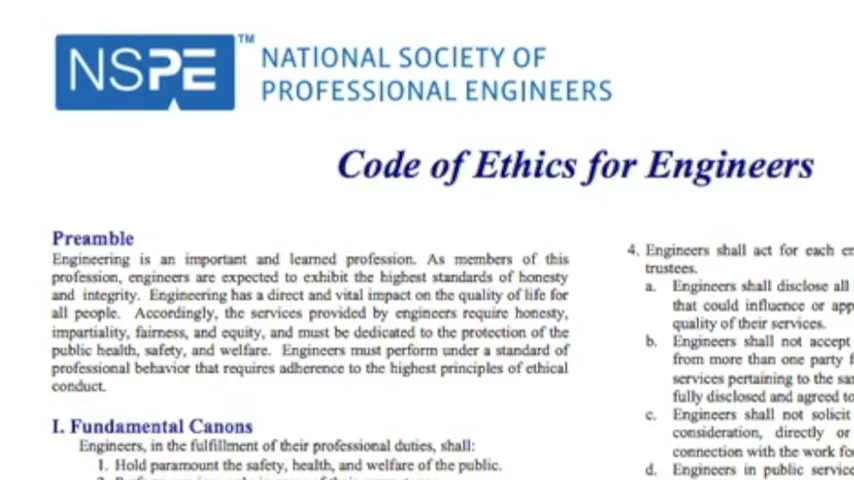 NSPE™
NATIONAL SOCIETY OF
PROFESSIONAL ENGINEERS
Code of Ethics for Engineers
Preamble
Engineering is an important and learned profession. As members of this
profession, engineers are expected to exhibit the highest standards of honesty
and integrity. Engineering has a direct and vital impact on the quality of life for
all people. Accordingly, the services provided by engineers require honesty,
impartiality, fairness, and equity, and must be dedicated to the protection of the
public health, safety, and welfare. Engineers must perform under a standard of
professional behavior that requires adherence to the highest principles of ethical
conduct.
I. Fundamental Canons
Engineers, in the fulfillment of their professional duties, shall:
1. Hold paramount the safety, health, and welfare of the public.
4. Engineers shall act for each
trustees.
a. Engineers shall disclose all
that could influence or
quality of their services.
b. Engineers shall not accept
from more than one party
services pertaining to the
fully disclosed and agreed to
c. Engineers shall not solicit
consideration, directly or
connection with the work
d. Engineers in public service